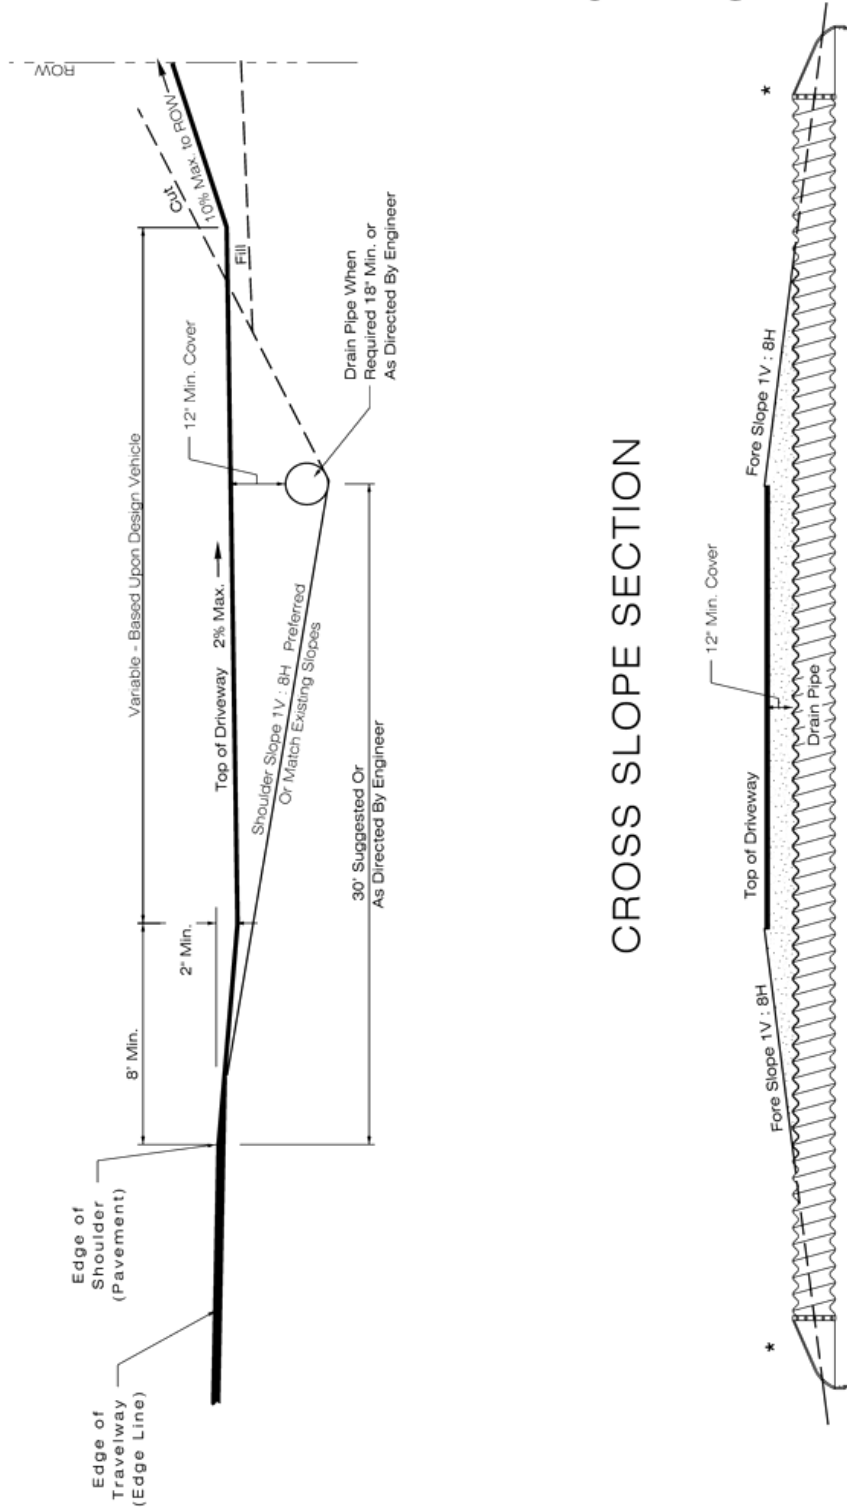 Edge of
Travelway
(Edge Line)
Edge of
Shoulder
(Pavement)
8' Min.
2" Min.
Variable - Based Upon Design Vehicle
Top of Driveway 2% Max.
12" Min. Cover
Cut
10% Max. to ROW
Fill
ROW
Shoulder Slope 1V : 8H Preferred
Or Match Existing Slopes
Drain Pipe When
Required 18" Min. or
As Directed By Engineer
30' Suggested Or
As Directed By Engineer
CROSS SLOPE SECTION
*
Fore Slope 1V : 8H
Top of Driveway
12" Min. Cover
Drain Pipe
Fore Slope 1V : 8H
*